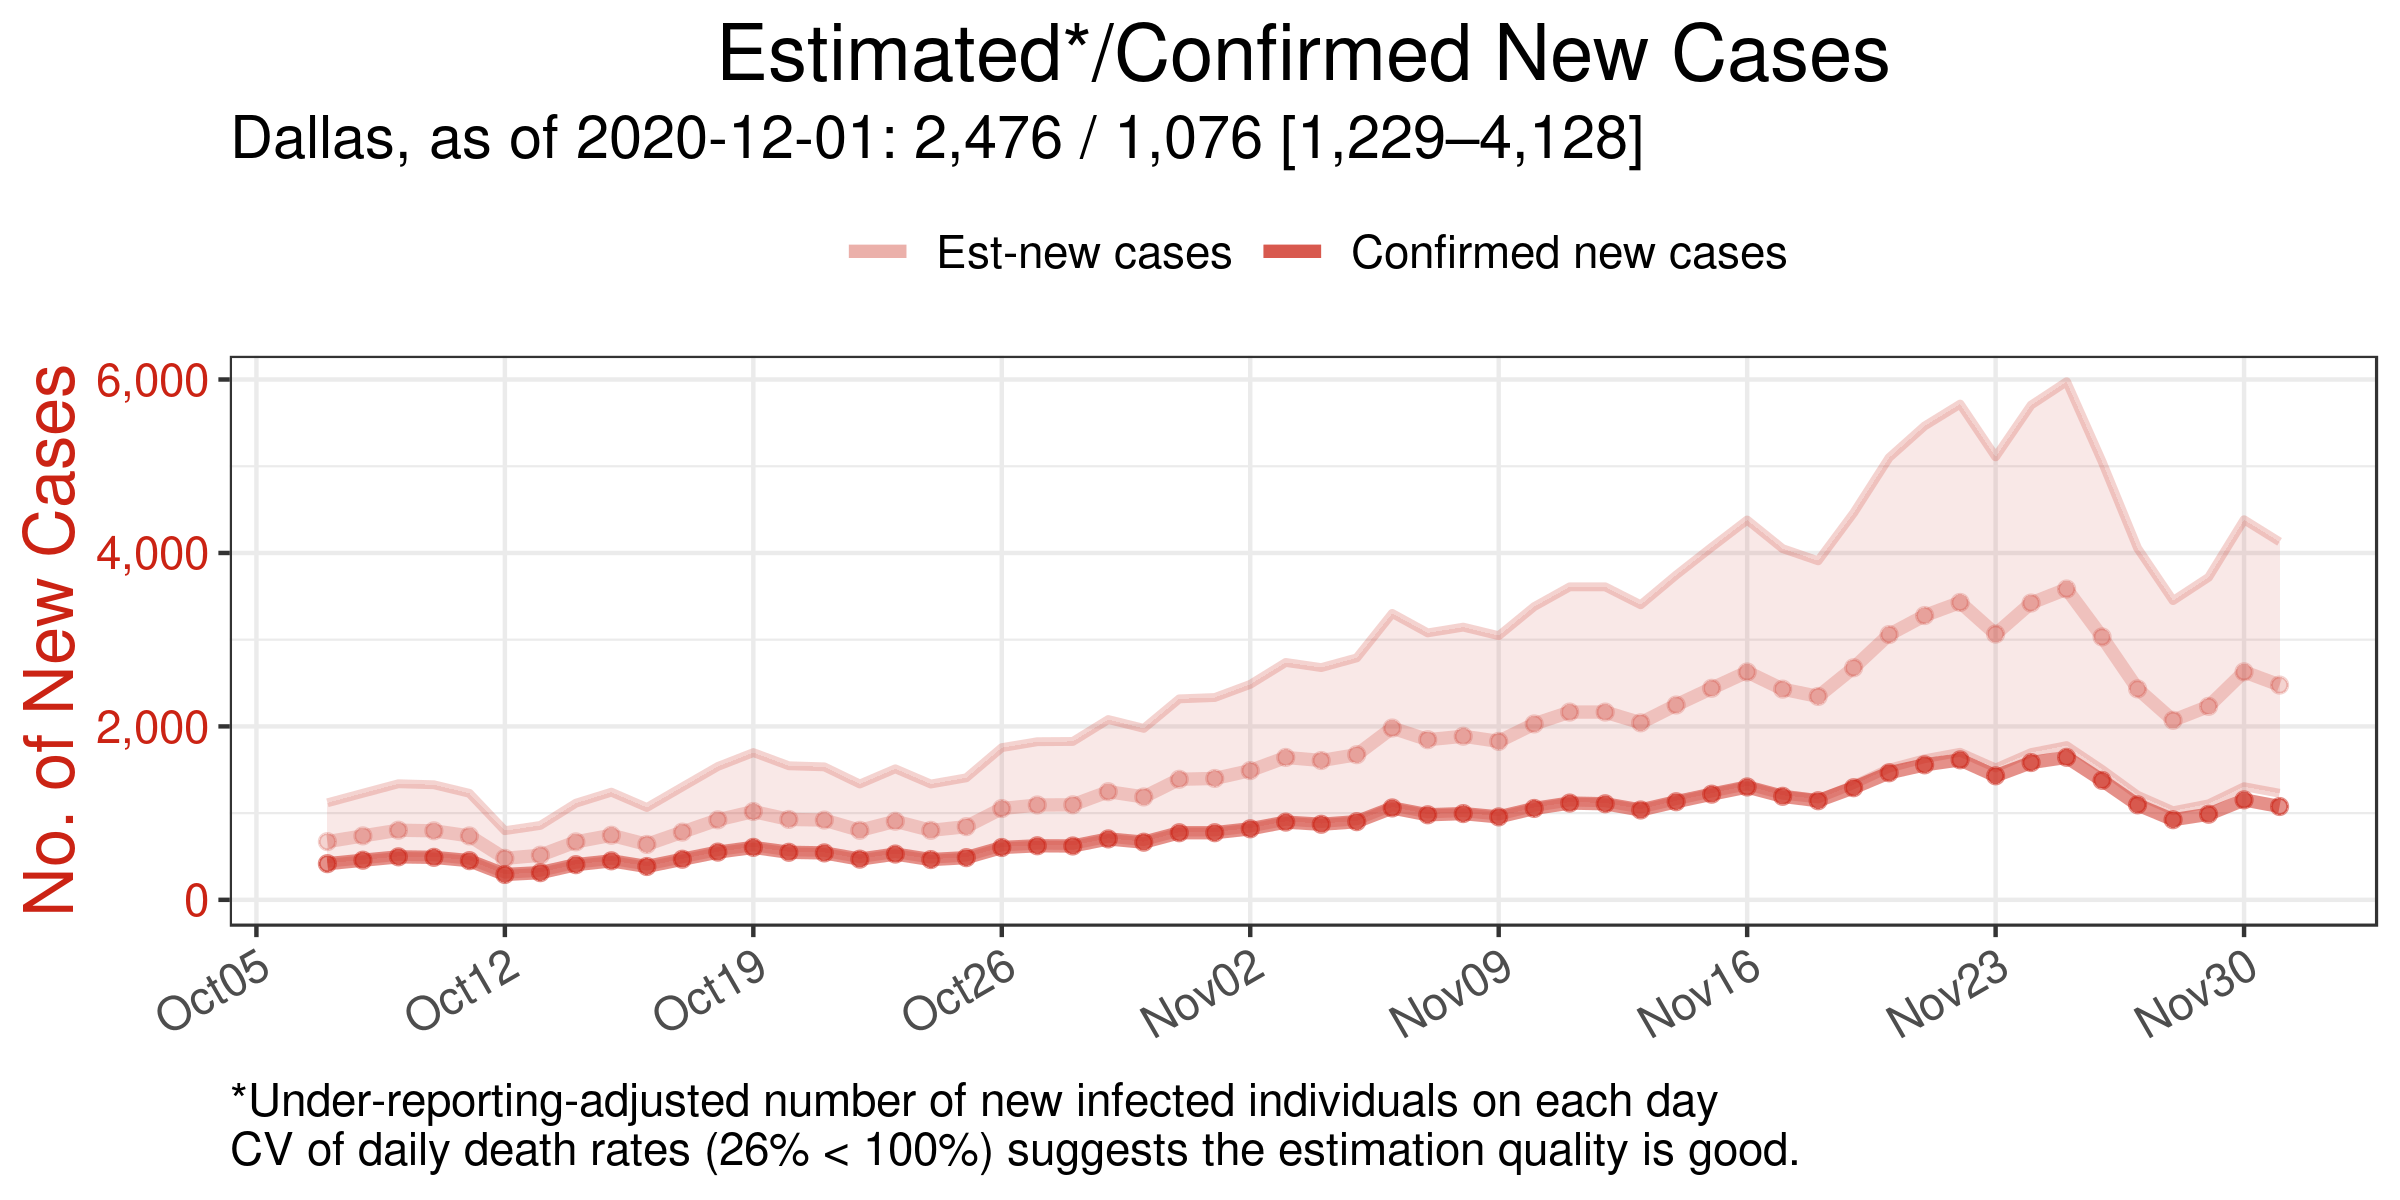 Estimated*/Confirmed New Cases
Dallas, as of 2020-12-01: 2,476 / 1,076 [1,229–4,128]
Est-new cases
Confirmed new cases
No. of New Cases
6,000
4,000
2,000
0
Oct05
Oct12
Oct19
Oct26
Nov02
Nov09
Nov16
Nov23
Nov30
*Under-reporting-adjusted number of new infected individuals on each day
CV of daily death rates (26% < 100%) suggests the estimation quality is good.